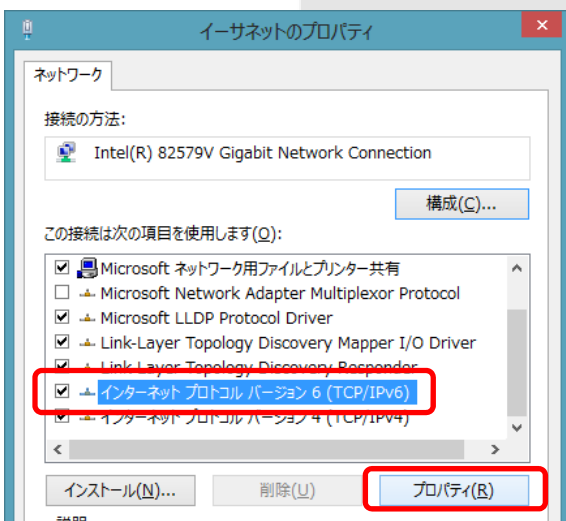 イーサネットのプロパティ
ネットワーク
接続の方法:
Intel(R) 82579V Gigabit Network Connection
構成(C)...
この接続は次の項目を使用します(O):
Microsoft ネットワーク用ファイルとプリンター共有
Microsoft Network Adapter Multiplexor Protocol
Microsoft LLDP Protocol Driver
Link-Layer Topology Discovery Mapper I/O Driver
Link-Layer Topology Discovery Responder
インターネット プロトコル バージョン 6 (TCP/IPv6)
インターネット プロトコル バージョン 4 (TCP/IPv4)
インストール(N)...
削除(U)
プロパティ(R)
説明